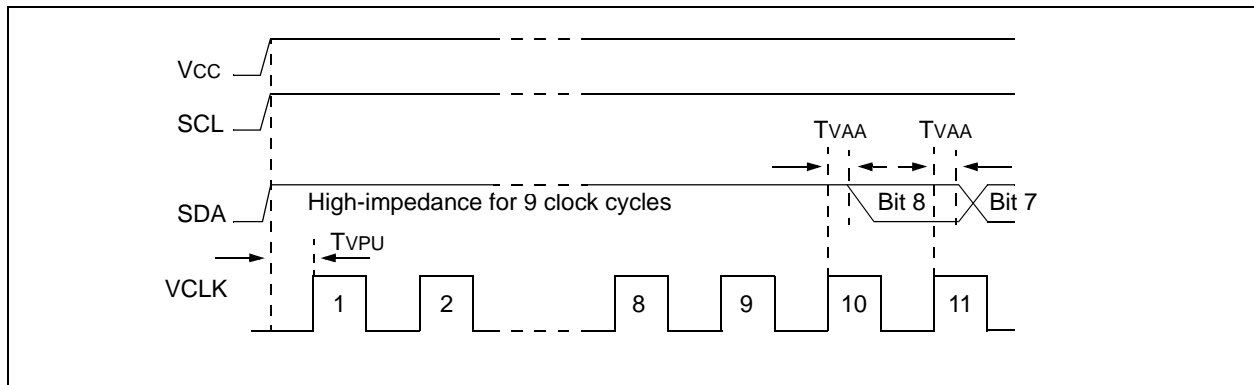 VCC
SCL
TVAA TVAA
SDA High-impedance for 9 clock cycles Bit 8 Bit 7
TVPU
VCLK
1 2 8 9 10 11